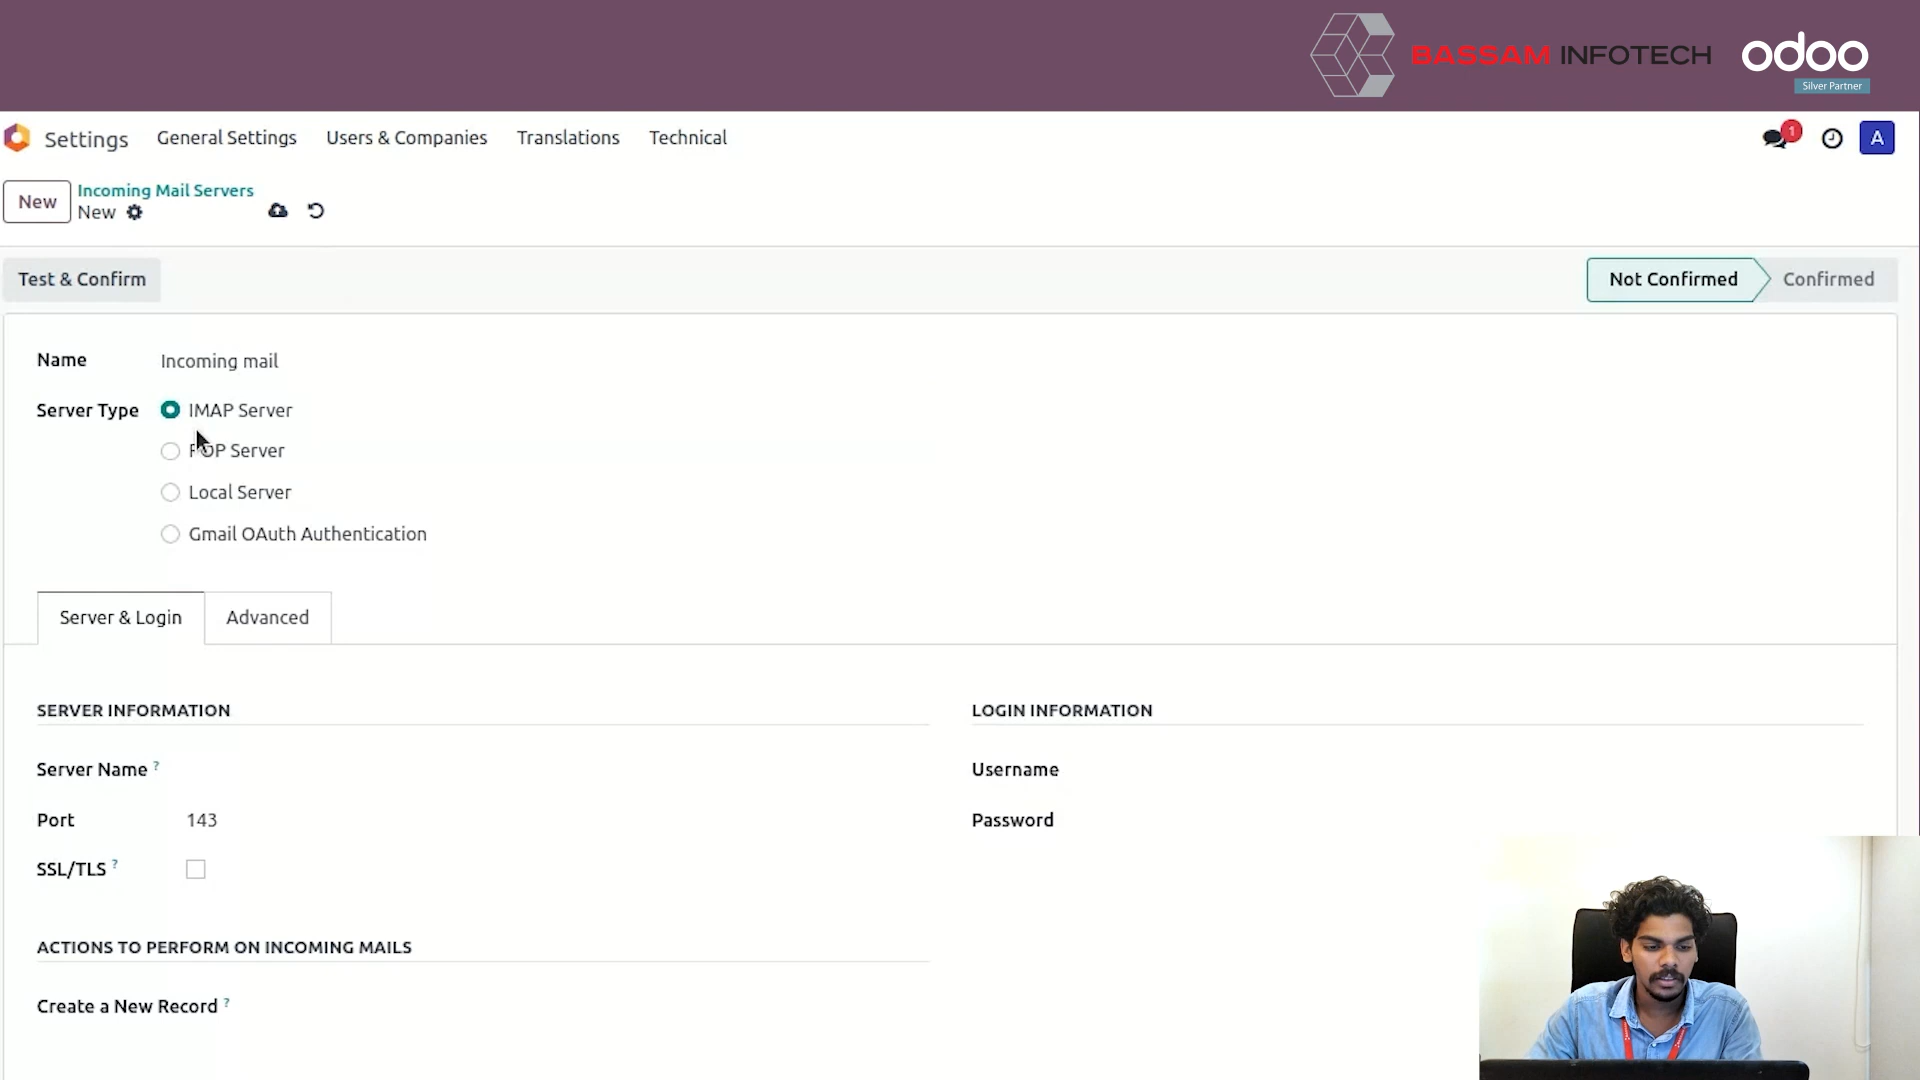 BASSAM INFOTECH
odoo
Silver Partner
Settings General Settings Users & Companies Translations Technical
1
A
New
Incoming Mail Servers
New
Test & Confirm
Not Confirmed
Confirmed
Name Incoming mail
Server Type IMAP Server
POP Server
Local Server
Gmail OAuth Authentication
Server & Login
Advanced
SERVER INFORMATION
Server Name ?
Port 143
SSL/TLS ?
LOGIN INFORMATION
Username
Password
ACTIONS TO PERFORM ON INCOMING MAILS
Create a New Record ?